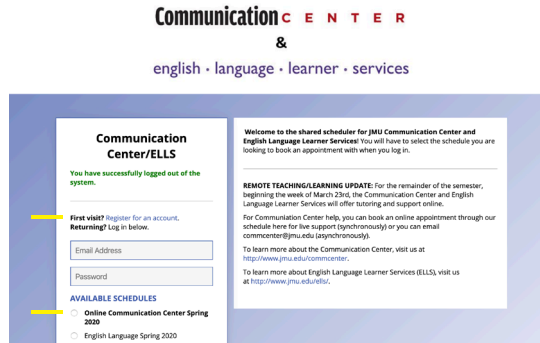 Communication CENTER
&
english · language · learner · services
Communication
Center/ELLS
You have successfully logged out of the
system.
First visit? Register for an account.
Returning? Log in below.
Email Address
Password
AVAILABLE SCHEDULES
Online Communication Center Spring
2020
English Language Spring 2020
Welcome to the shared scheduler for JMU Communication Center and
English Language Learner Services! You will have to select the schedule you are
looking to book an appointment with when you log in.
REMOTE TEACHING/LEARNING UPDATE: For the remainder of the semester,
beginning the week of March 23rd, the Communication Center and English
Language Learner Services will offer tutoring and support online.
For Communiation Center help, you can book an online appointment through our
schedule here for live support (synchronously) or you can email
commcenter@jmu.edu (asynchronously).
To learn more about the Communication Center, visit us at
http://www.jmu.edu/commcenter.
To learn more about English Language Learner Services (ELLS), visit us
at http://www.jmu.edu/ells/.